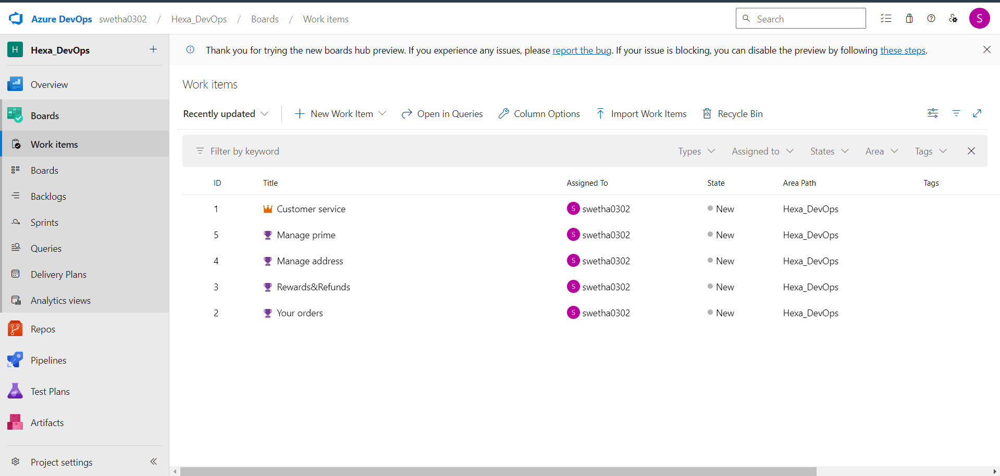 Azure DevOps swetha0302 / Hexa_DevOps / Boards / Work items Search S
H Hexa_DevOps +
Thank you for trying the new boards hub preview. If you experience any issues, please report the bug. If your issue is blocking, you can disable the preview by following these steps.
Overview
Boards
Work items
Boards
Backlogs
Sprints
Queries
Delivery Plans
Analytics views
Repos
Pipelines
Test Plans
Artifacts
Project settings
Work items
Recently updated New Work Item Open in Queries Column Options Import Work Items Recycle Bin
Filter by keyword Types Assigned to States Area Tags
ID Title Assigned To State Area Path Tags
1 Customer service S swetha0302 New Hexa_DevOps
5 Manage prime S swetha0302 New Hexa_DevOps
4 Manage address S swetha0302 New Hexa_DevOps
3 Rewards&Refunds S swetha0302 New Hexa_DevOps
2 Your orders S swetha0302 New Hexa_DevOps